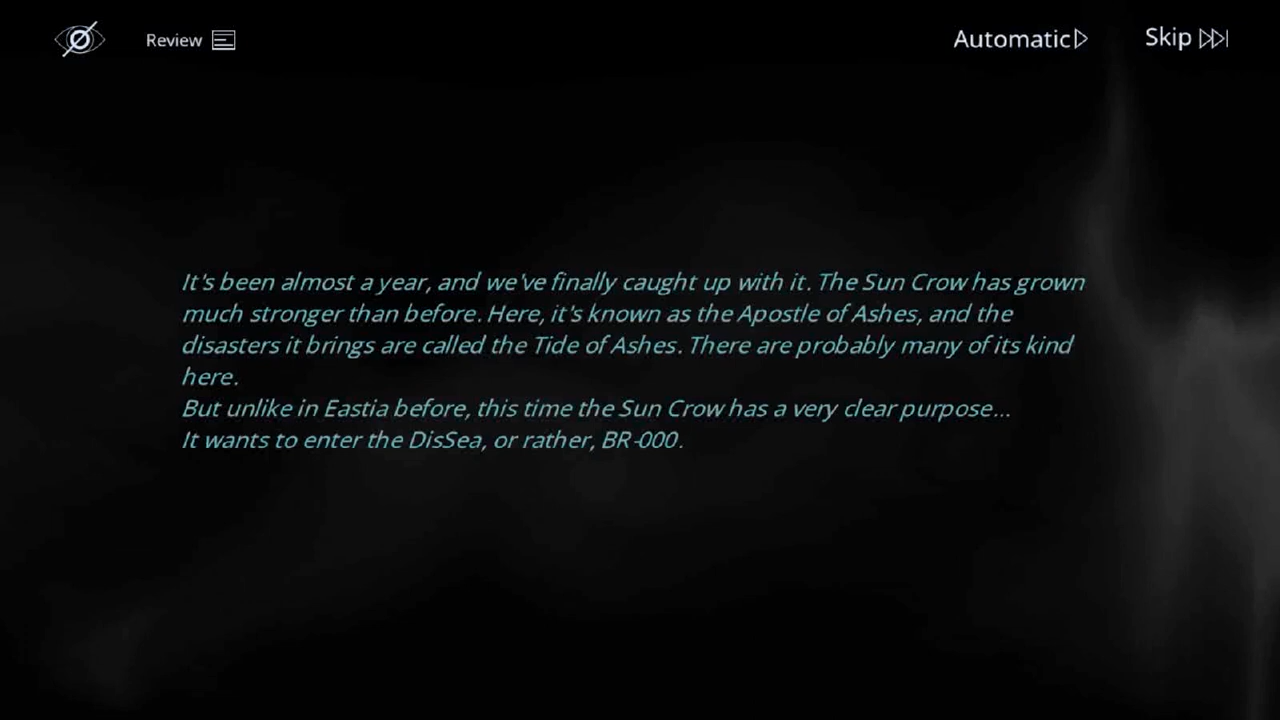 Review
Automatic
Skip
It's been almost a year, and we've finally caught up with it. The Sun Crow has grown
much stronger than before. Here, it's known as the Apostle of Ashes, and the
disasters it brings are called the Tide of Ashes. There are probably many of its kind
here.
But unlike in Eastia before, this time the Sun Crow has a very clear purpose...
It wants to enter the DisSea, or rather, BR-000.